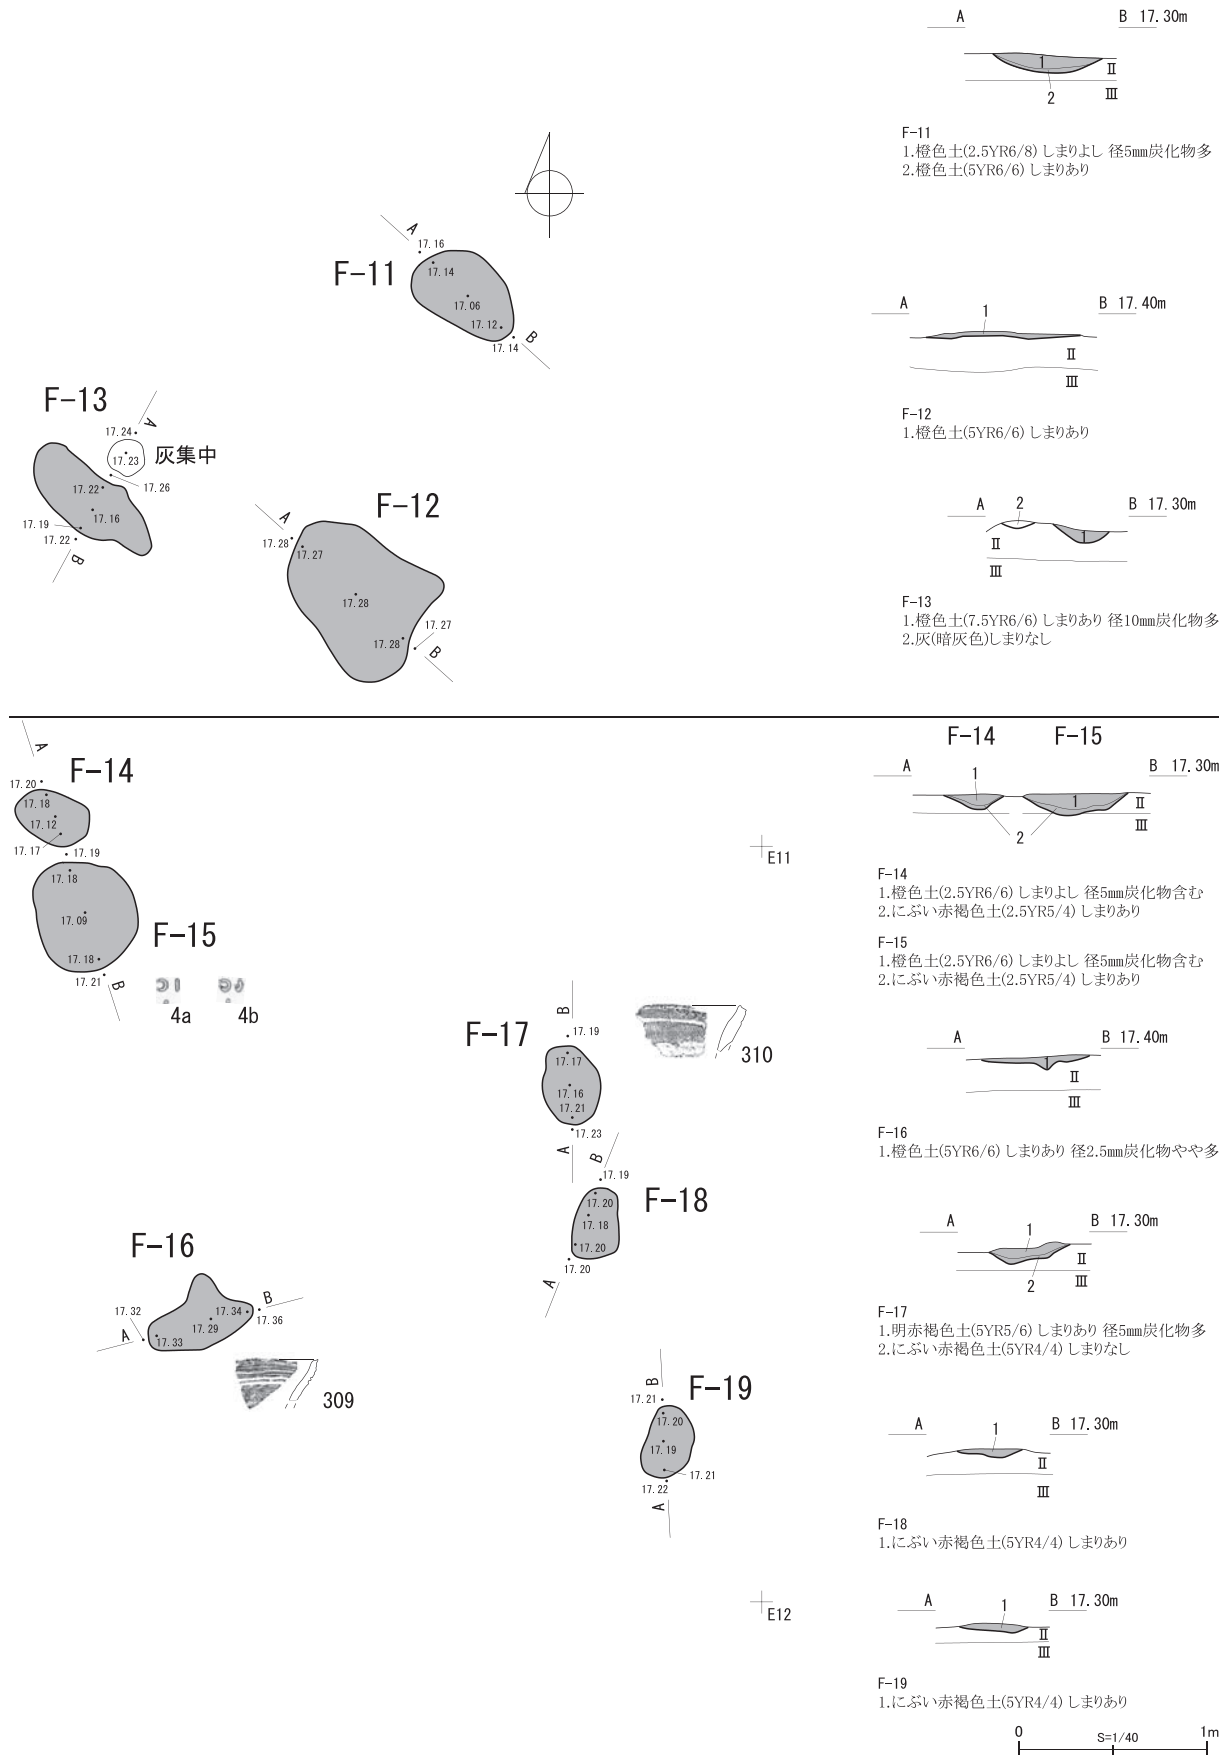 A
B 17.30m
1
II
2
III
F-11
1.橙色土(2.5YR6/8)しまりよし 径5mm炭化物多
2.橙色土(5YR6/6)しまりあり
A
17.16
F-11
17.14
17.06
17.12
17.14
B
A
B 17.40m
1
II
III
F-12
1.橙色土(5YR6/6)しまりあり
F-13
A
17.24
17.23
灰集中
17.22
17.26
17.16
17.19
17.22
B
F-12
A
17.28
17.27
17.28
17.27
17.28
B
A
2
B 17.30m
1
II
III
F-13
1.橙色土(7.5YR6/6)しまりあり 径10mm炭化物多
2.灰(暗灰色)しまりなし
A
F-14
17.20
17.18
17.12
17.17
17.19
17.18
17.09
F-15
17.18
17.21
B
4a
4b
F-14
F-15
A
B 17.30m
1
1
II
III
2
E11
F-14
1.橙色土(2.5YR6/6)しまりよし 径5mm炭化物含む
2.にぶい赤褐色土(2.5YR5/4)しまりあり
F-15
1.橙色土(2.5YR6/6)しまりよし 径5mm炭化物含む
2.にぶい赤褐色土(2.5YR5/4)しまりあり
B
F-17
17.19
17.17
17.16
17.21
17.23
A
310
A
B 17.40m
1
II
III
F-16
1.橙色土(5YR6/6)しまりあり 径2.5mm炭化物やや多
B
17.19
F-18
17.20
17.18
17.20
17.20
A
F-16
17.32
17.34
B
17.36
17.29
A
17.33
309
A
B 17.30m
1
II
2
III
F-17
1.明赤褐色土(5YR5/6)しまりあり 径5mm炭化物多
2.にぶい赤褐色土(5YR4/4)しまりなし
B
F-19
17.21
17.20
17.19
17.21
17.22
A
A
B 17.30m
1
II
III
F-18
1.にぶい赤褐色土(5YR4/4)しまりあり
E12
A
B 17.30m
1
II
III
F-19
1.にぶい赤褐色土(5YR4/4)しまりあり
0
S=1/40
1m